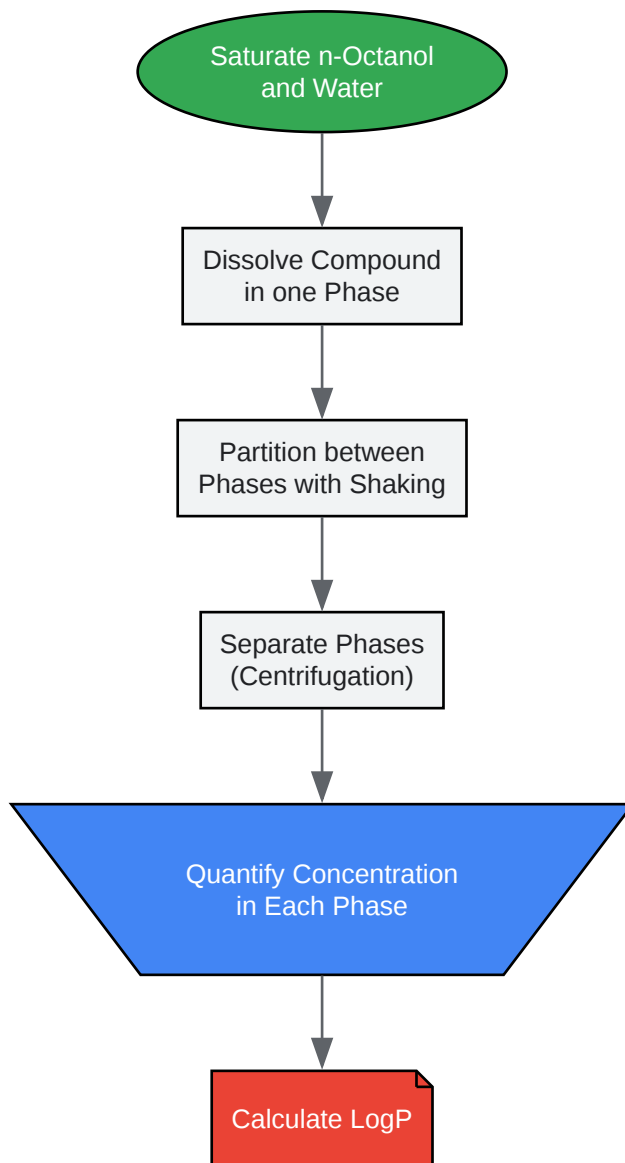 Saturate n-Octanol
and Water
Dissolve Compound
in one Phase
Partition between
Phases with Shaking
Separate Phases
(Centrifugation)
Quantify Concentration
in Each Phase
Calculate LogP